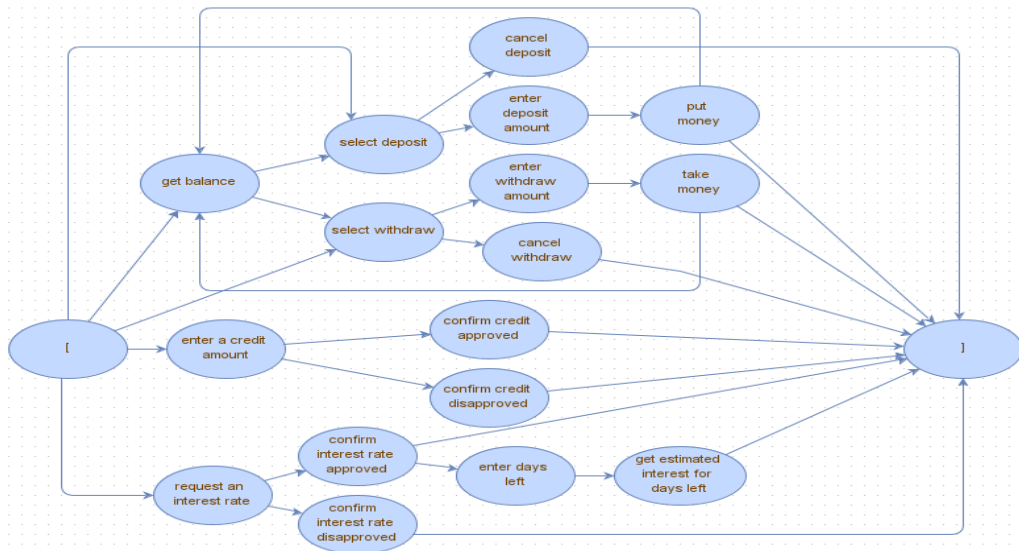 cancel
deposit
enter
deposit
amount
put
money
select deposit
get balance
enter
withdraw
amount
take
money
select withdraw
cancel
withdraw
[
enter a credit
amount
confirm credit
approved
]
confirm credit
disapproved
confirm
interest rate
approved
enter days
left
get estimated
interest for
days left
request an
interest rate
confirm
interest rate
disapproved